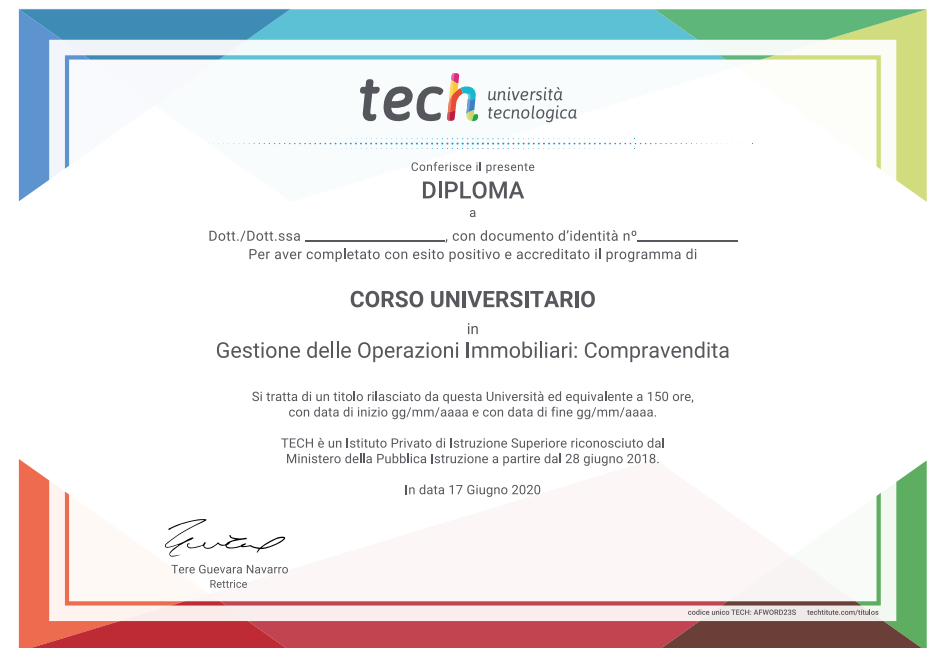 tech università
tecnologica
Conferisce il presente
DIPLOMA
a
Dott./Dott.ssa ____________________, con documento d'identità nº______________
Per aver completato con esito positivo e accreditato il programma di
CORSO UNIVERSITARIO
in
Gestione delle Operazioni Immobiliari: Compravendita
Si tratta di un titolo rilasciato da questa Università ed equivalente a 150 ore,
con data di inizio gg/mm/aaaa e con data di fine gg/mm/aaaa.
TECH è un Istituto Privato di Istruzione Superiore riconosciuto dal
Ministero della Pubblica Istruzione a partire dal 28 giugno 2018.
In data 17 Giugno 2020
Tere Guevara Navarro
Rettrice
codice unico TECH: AFWORD23S techtitute.com/titulos